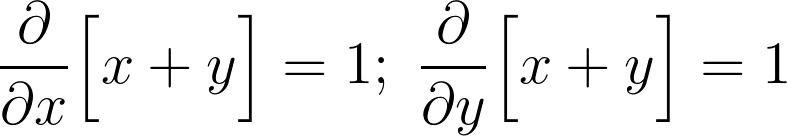 ∂/∂x[x + y] = 1; ∂/∂y[x + y] = 1